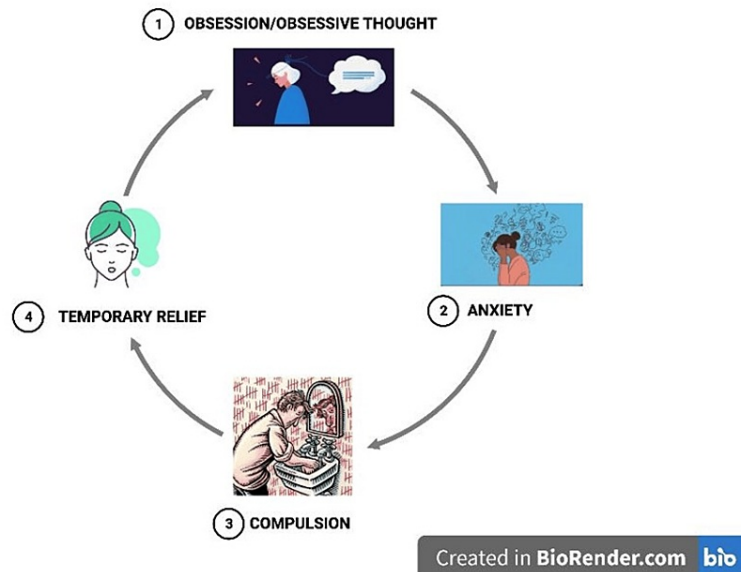 1 OBSESSION/OBSESSIVE THOUGHT
2 ANXIETY
3 COMPULSION
4 TEMPORARY RELIEF
Created in BioRender.com bio